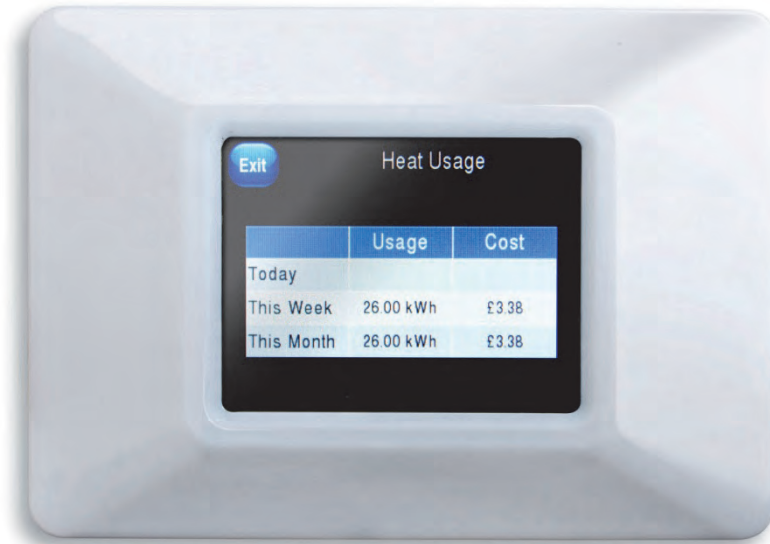 Exit
Heat Usage
Usage Cost
Today
This Week 26.00 kWh £3.38
This Month 26.00 kWh £3.38